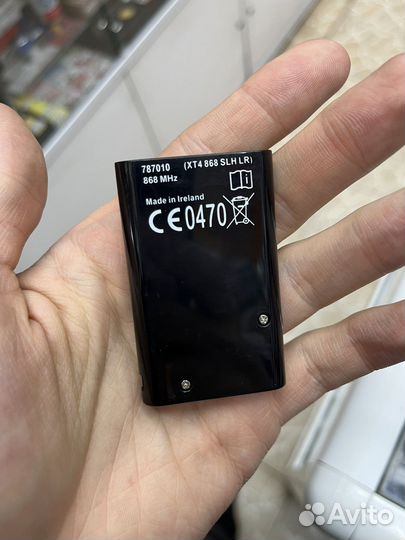 787010 (XT4 868 SLH LR)
868 MHz
Made in Ireland
CE0470
Avito